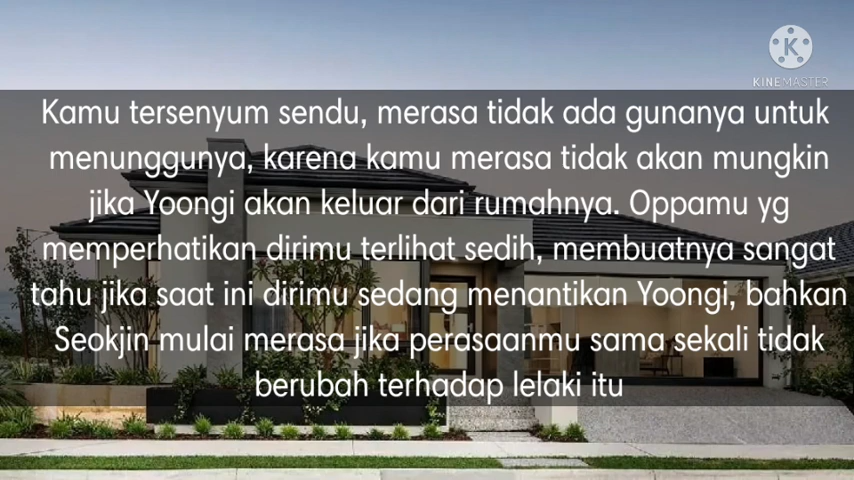 KINEMASTER
Kamu tersenyum sendu, merasa tidak ada gunanya untuk
menunggunya, karena kamu merasa tidak akan mungkin
jika Yoongi akan keluar dari rumahnya. Oppamu yg
memperhatikan dirimu terlihat sedih, membuatnya sangat
tahu jika saat ini dirimu sedang menantikan Yoongi, bahkan
Seokjin mulai merasa jika perasaanmu sama sekali tidak
berubah terhadap lelaki itu